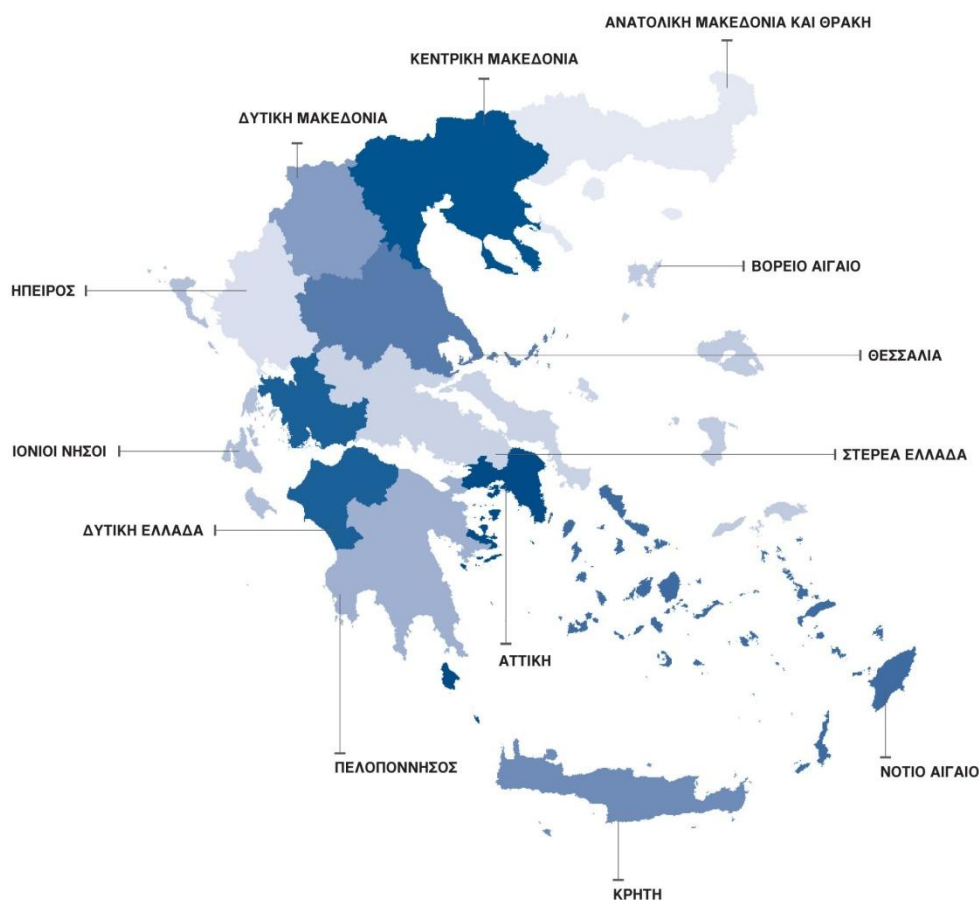 ΑΝΑΤΟΛΙΚΗ ΜΑΚΕΔΟΝΙΑ ΚΑΙ ΘΡΑΚΗ
ΚΕΝΤΡΙΚΗ ΜΑΚΕΔΟΝΙΑ
ΔΥΤΙΚΗ ΜΑΚΕΔΟΝΙΑ
ΒΟΡΕΙΟ ΑΙΓΑΙΟ
ΗΠΕΙΡΟΣ
ΘΕΣΣΑΛΙΑ
ΙΟΝΙΟΙ ΝΗΣΟΙ
ΣΤΕΡΕΑ ΕΛΛΑΔΑ
ΔΥΤΙΚΗ ΕΛΛΑΔΑ
ΑΤΤΙΚΗ
ΠΕΛΟΠΟΝΝΗΣΟΣ
ΝΟΤΙΟ ΑΙΓΑΙΟ
ΚΡΗΤΗ